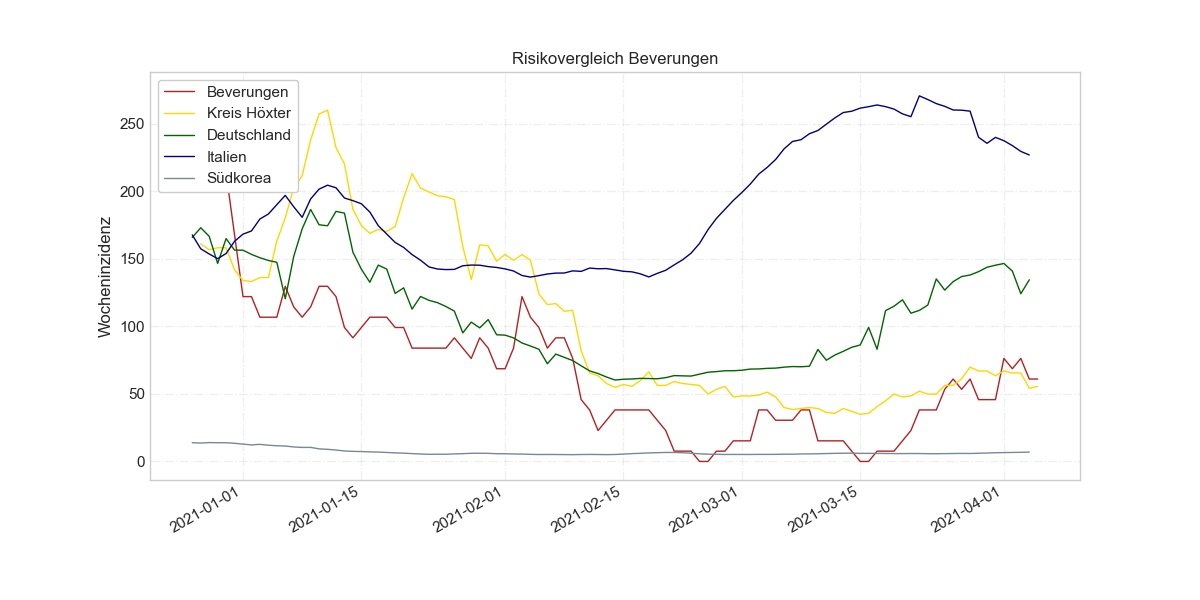 Risikovergleich Beverungen
Beverungen
Kreis Höxter
Deutschland
Italien
Südkorea
Wocheninzidenz
250
200
150
100
50
0
2021-01-01
2021-01-15
2021-02-01
2021-02-15
2021-03-01
2021-03-15
2021-04-01